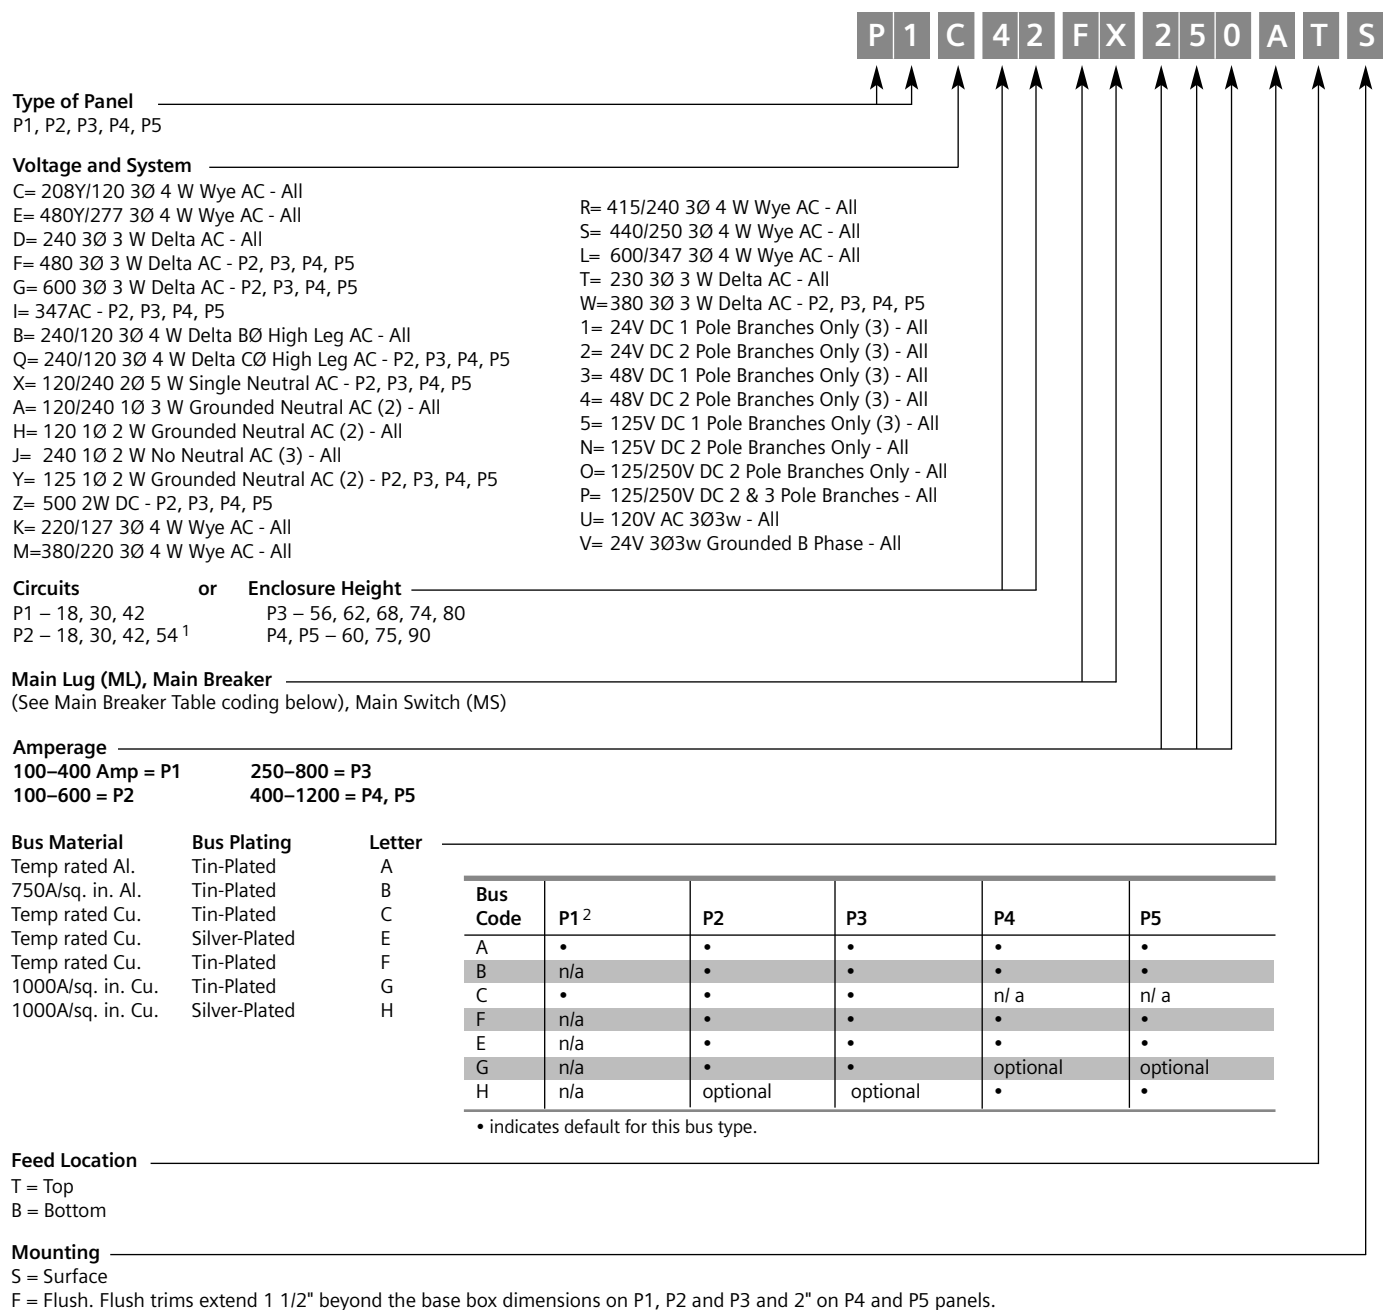 P1C42FX250ATS
Type of Panel
P1, P2, P3, P4, P5
Voltage and System
C= 208Y/120 3Ø 4 W Wye AC - All
E= 480Y/277 3Ø 4 W Wye AC - All
D= 240 3Ø 3 W Delta AC - All
F= 480 3Ø 3 W Delta AC - P2, P3, P4, P5
G= 600 3Ø 3 W Delta AC - P2, P3, P4, P5
I= 347AC - P2, P3, P4, P5
B= 240/120 3Ø 4 W Delta BØ High Leg AC - All
Q= 240/120 3Ø 4 W Delta CØ High Leg AC - P2, P3, P4, P5
X= 120/240 2Ø 5 W Single Neutral AC - P2, P3, P4, P5
A= 120/240 1Ø 3 W Grounded Neutral AC (2) - All
H= 120 1Ø 2 W Grounded Neutral AC (2) - All
J= 240 1Ø 2 W No Neutral AC (3) - All
Y= 125 1Ø 2 W Grounded Neutral AC (2) - P2, P3, P4, P5
Z= 500 2W DC - P2, P3, P4, P5
K= 220/127 3Ø 4 W Wye AC - All
M=380/220 3Ø 4 W Wye AC - All
R= 415/240 3Ø 4 W Wye AC - All
S= 440/250 3Ø 4 W Wye AC - All
L= 600/347 3Ø 4 W Wye AC - All
T= 230 3Ø 3 W Delta AC - All
W=380 3Ø 3 W Delta AC - P2, P3, P4, P5
1= 24V DC 1 Pole Branches Only (3) - All
2= 24V DC 2 Pole Branches Only (3) - All
3= 48V DC 1 Pole Branches Only (3) - All
4= 48V DC 2 Pole Branches Only (3) - All
5= 125V DC 1 Pole Branches Only (3) - All
N= 125V DC 2 Pole Branches Only - All
O= 125/250V DC 2 Pole Branches Only - All
P= 125/250V DC 2 & 3 Pole Branches - All
U= 120V AC 3Ø3w - All
V= 24V 3Ø3w Grounded B Phase - All
Circuits or Enclosure Height
P1 – 18, 30, 42 P3 – 56, 62, 68, 74, 80
P2 – 18, 30, 42, 54 1 P4, P5 – 60, 75, 90
Main Lug (ML), Main Breaker
(See Main Breaker Table coding below), Main Switch (MS)
Amperage
100–400 Amp = P1 250–800 = P3
100–600 = P2 400–1200 = P4, P5
Bus Material Bus Plating Letter
Temp rated Al. Tin-Plated A
750A/sq. in. Al. Tin-Plated B
Temp rated Cu. Tin-Plated C
Temp rated Cu. Silver-Plated E
Temp rated Cu. Tin-Plated F
1000A/sq. in. Cu. Tin-Plated G
1000A/sq. in. Cu. Silver-Plated H
Bus
Code P1 2 P2 P3 P4 P5
A • • • • •
B n/a • • • •
C • • • n/ a n/ a
F n/a • • • •
E n/a • • • •
G n/a • • optional optional
H n/a optional optional • •
• indicates default for this bus type.
Feed Location
T = Top
B = Bottom
Mounting
S = Surface
F = Flush. Flush trims extend 1 1/2" beyond the base box dimensions on P1, P2 and P3 and 2" on P4 and P5 panels.